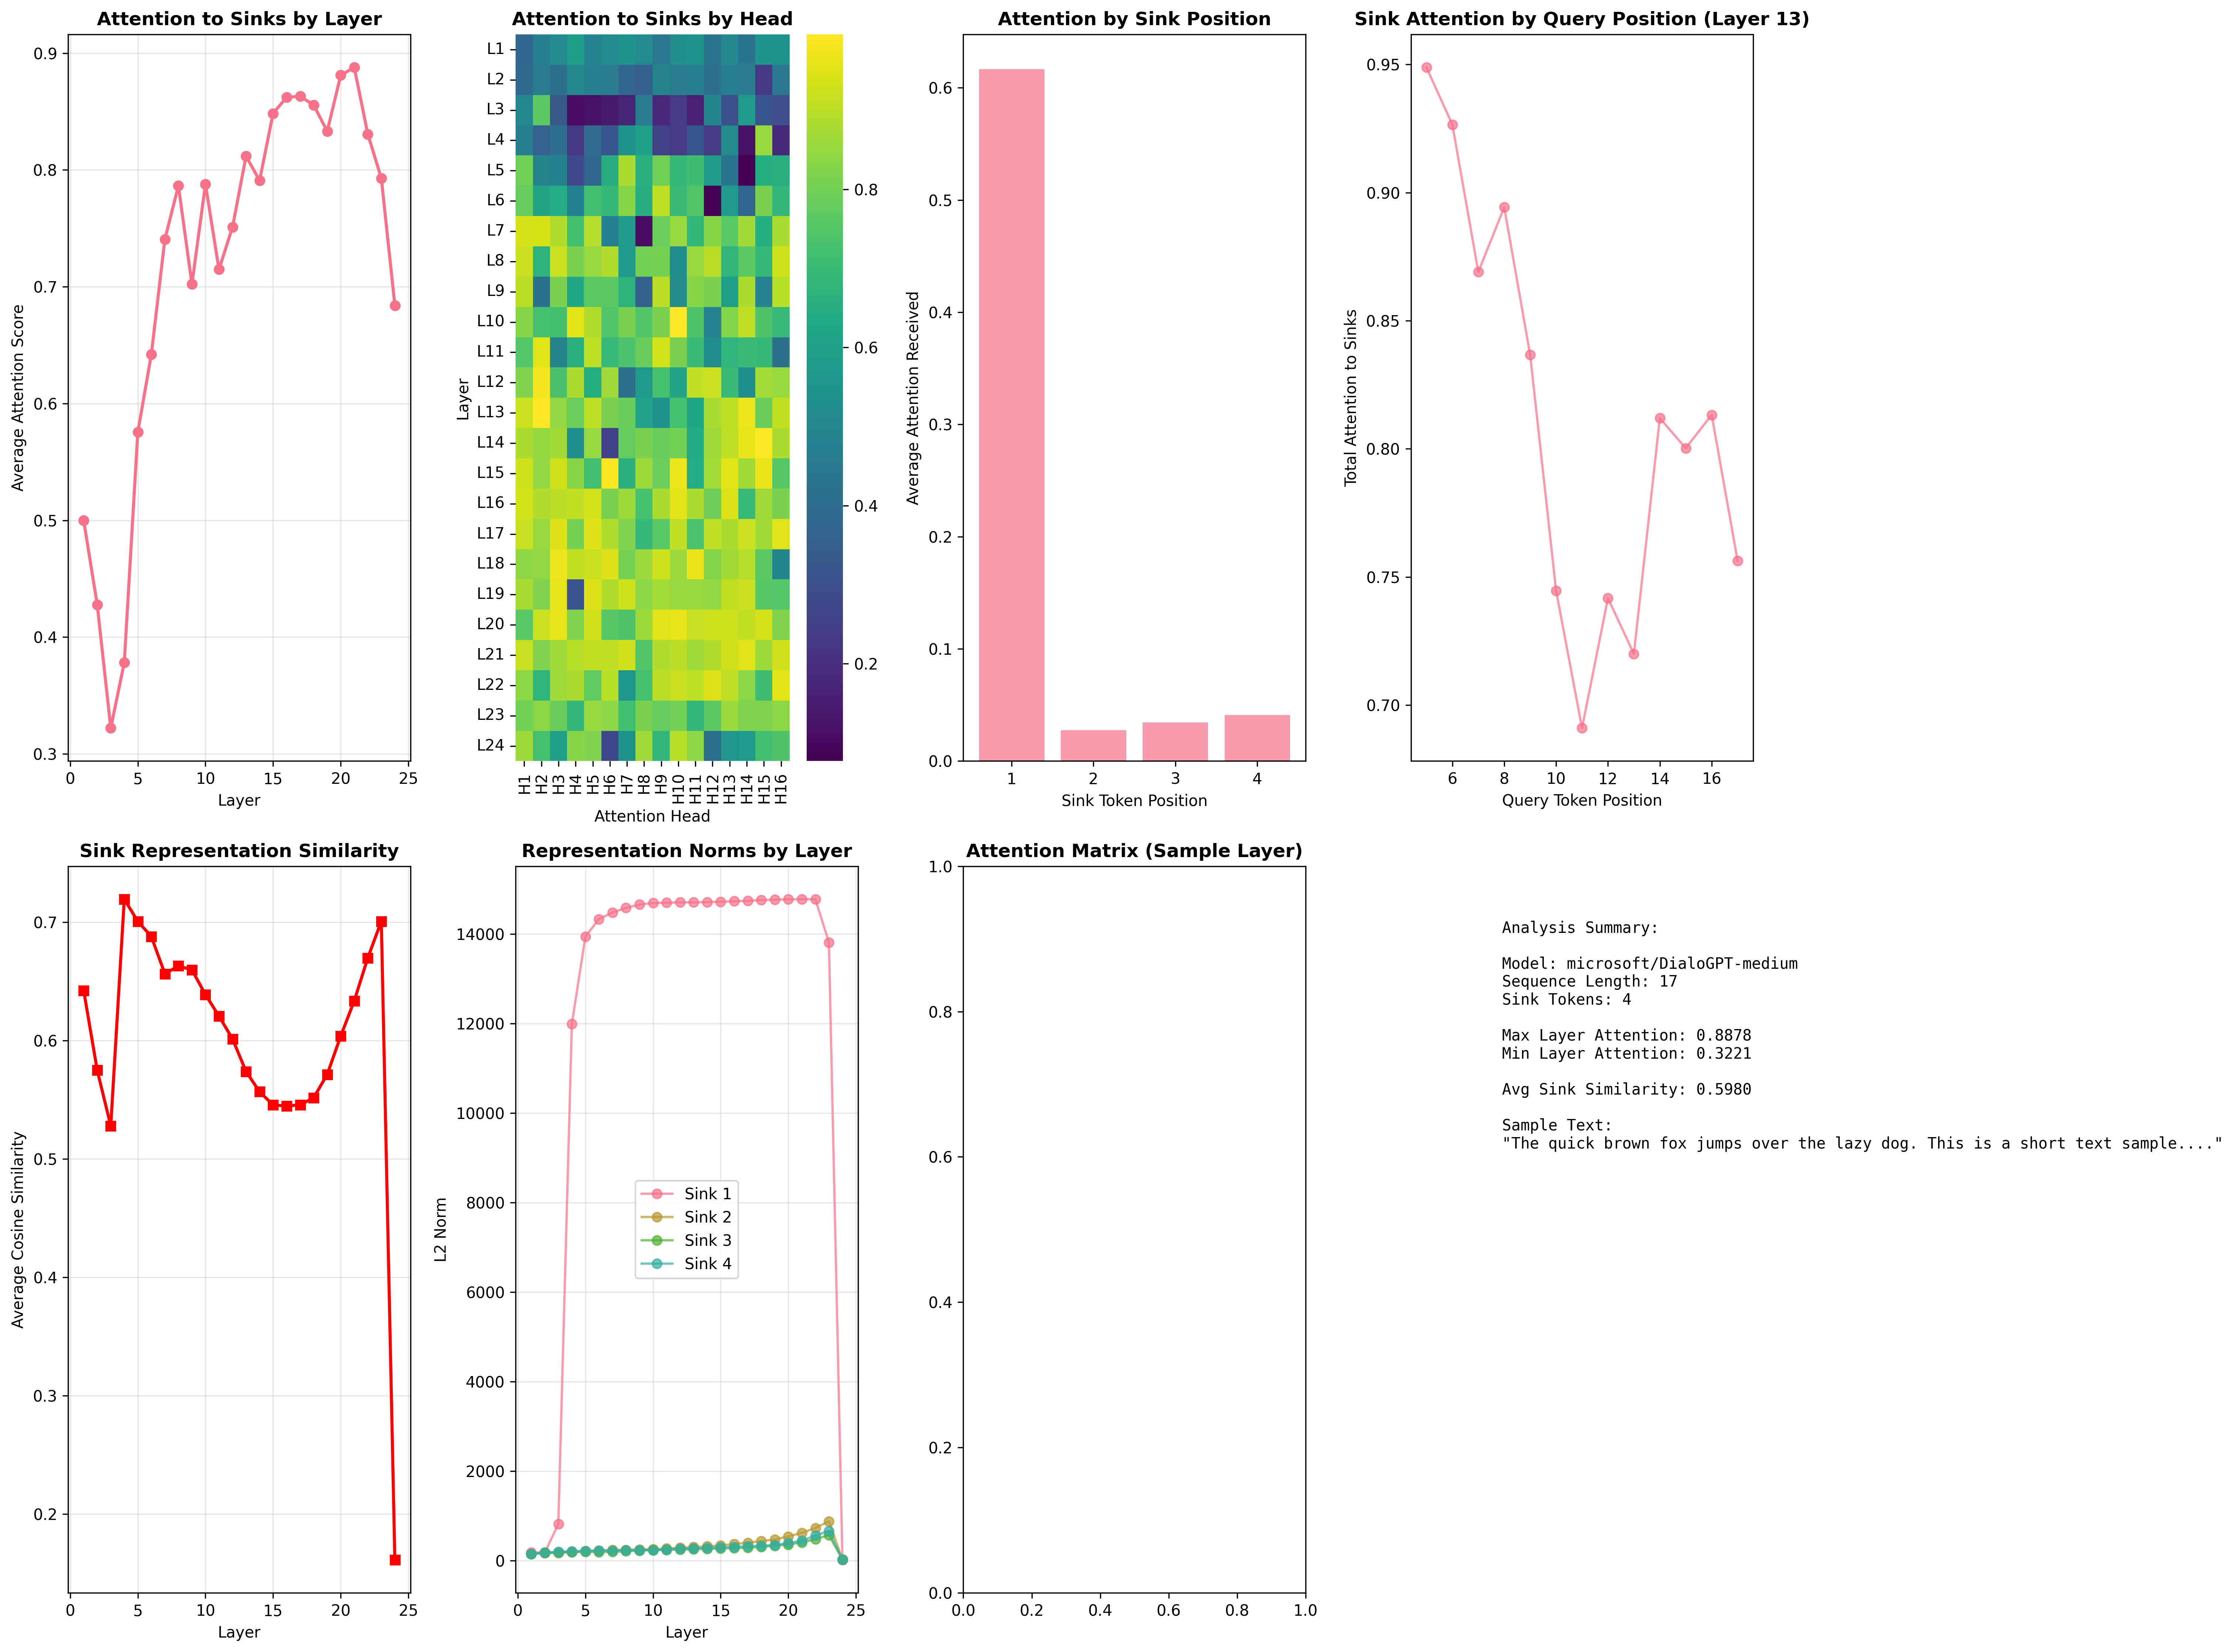 Attention to Sinks by Layer
Average Attention Score
0.9
0.8
0.7
0.6
0.5
0.4
0.3
0 5 10 15 20 25
Layer
Attention to Sinks by Head
Layer
L1
L2
L3
L4
L5
L6
L7
L8
L9
L10
L11
L12
L13
L14
L15
L16
L17
L18
L19
L20
L21
L22
L23
L24
H1 H2 H3 H4 H5 H6 H7 H8 H9 H10 H11 H12 H13 H14 H15 H16
Attention Head
0.8
0.6
0.4
0.2
Attention by Sink Position
Average Attention Received
0.6
0.5
0.4
0.3
0.2
0.1
0.0
1 2 3 4
Sink Token Position
Sink Attention by Query Position (Layer 13)
Total Attention to Sinks
0.95
0.90
0.85
0.80
0.75
0.70
6 8 10 12 14 16
Query Token Position
Sink Representation Similarity
Average Cosine Similarity
0.7
0.6
0.5
0.4
0.3
0.2
0 5 10 15 20 25
Layer
Representation Norms by Layer
L2 Norm
14000
12000
10000
8000
6000
4000
2000
0
Sink 1
Sink 2
Sink 3
Sink 4
0 5 10 15 20 25
Layer
Attention Matrix (Sample Layer)
1.0
0.8
0.6
0.4
0.2
0.0
0.0 0.2 0.4 0.6 0.8 1.0
Analysis Summary:
Model: microsoft/DialoGPT-medium
Sequence Length: 17
Sink Tokens: 4
Max Layer Attention: 0.8878
Min Layer Attention: 0.3221
Avg Sink Similarity: 0.5980
Sample Text:
"The quick brown fox jumps over the lazy dog. This is a short text sample...."